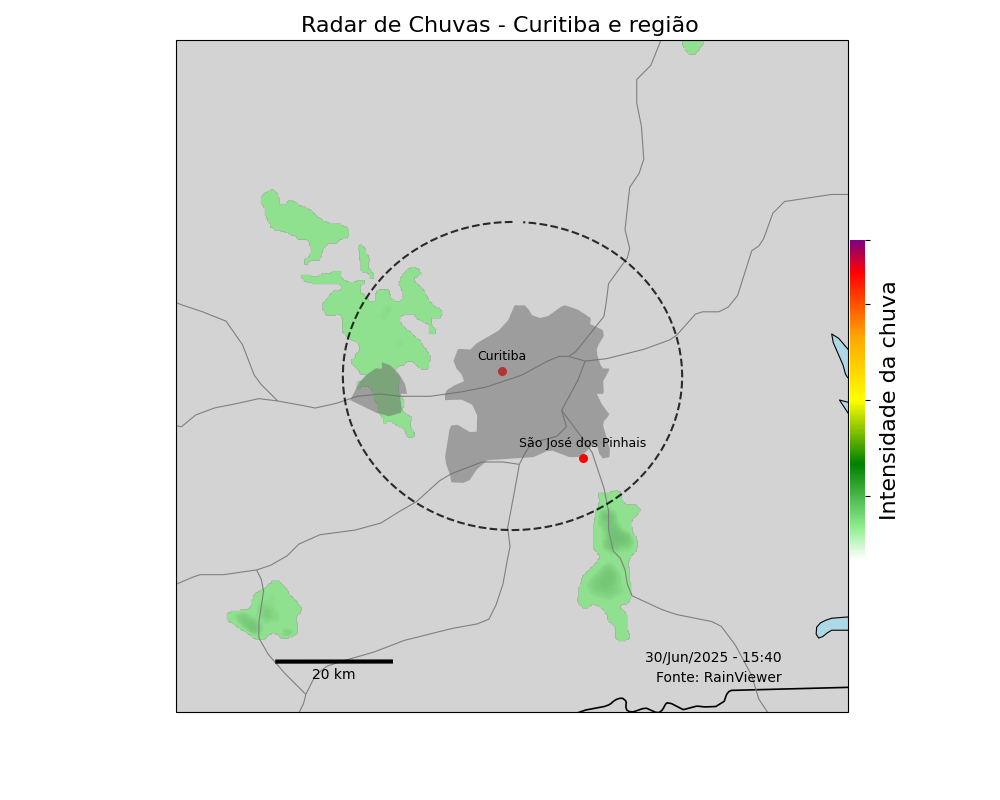 Radar de Chuvas - Curitiba e região
Curitiba
São José dos Pinhais
Intensidade da chuva
30/Jun/2025 - 15:40
20 km
Fonte: RainViewer